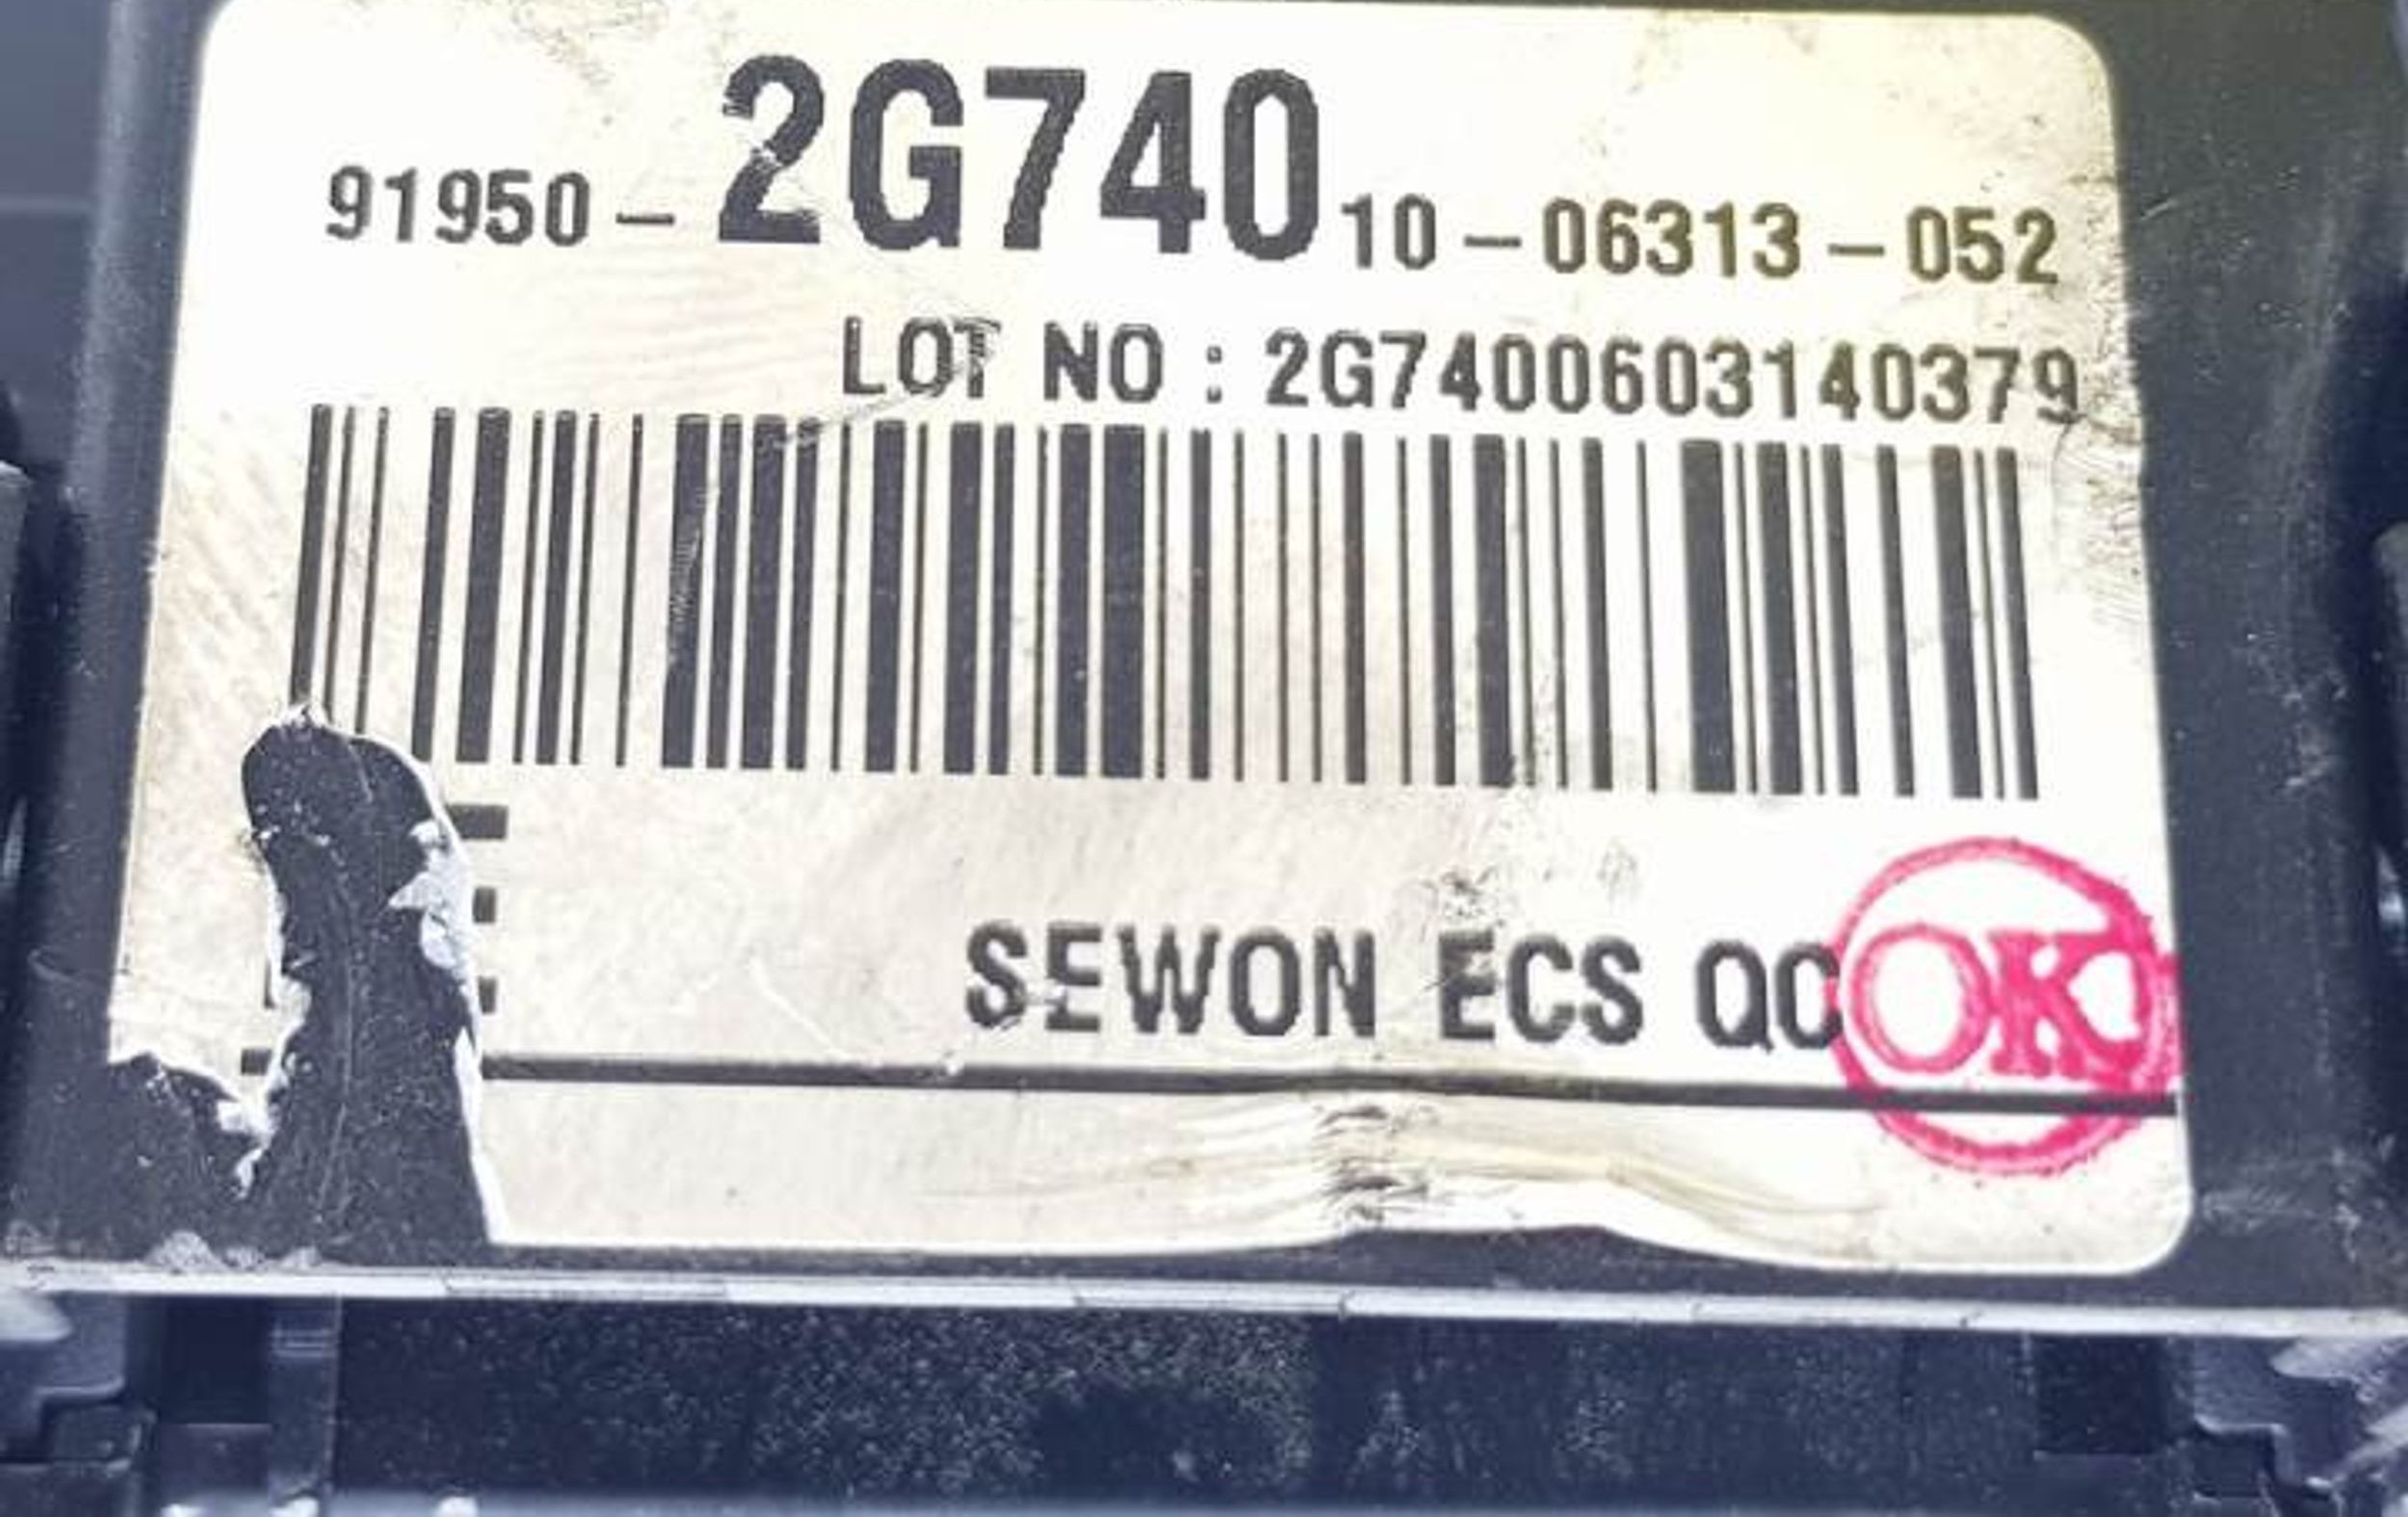 91950 - 2G740 10 - 06313 - 052
LOT NO : 2G7400603140379
SEWON ECS QC OK